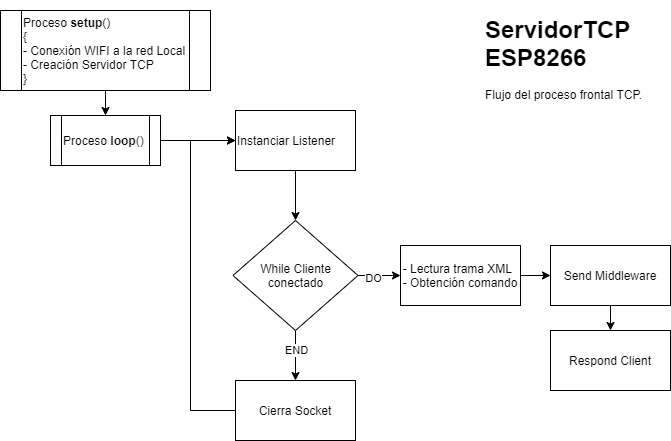 Proceso setup()
{
- Conexión WIFI a la red Local
- Creación Servidor TCP
}
ServidorTCP
ESP8266
Flujo del proceso frontal TCP.
Proceso loop()
Instanciar Listener
While Cliente
conectado
DO
- Lectura trama XML
- Obtención comando
Send Middleware
Respond Client
END
Cierra Socket